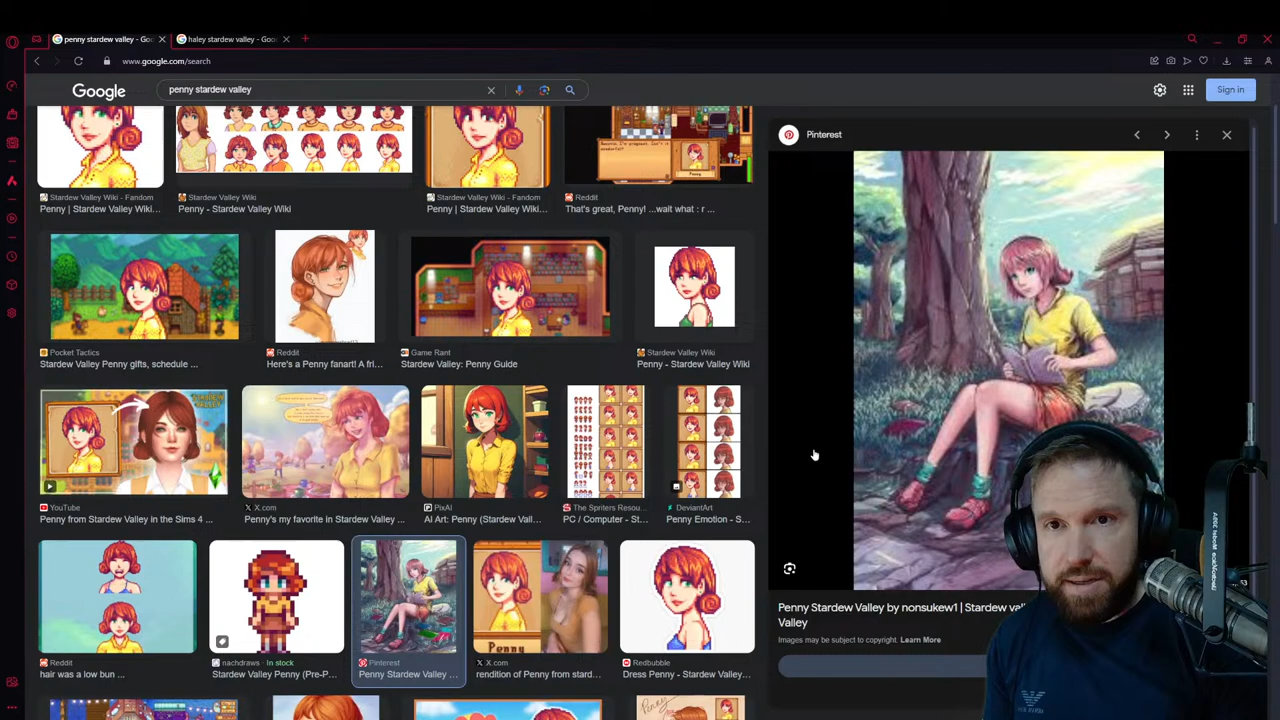 penny stardew valley - Goo
haley stardew valley - Goo
www.google.com/search
Google
penny stardew valley
Sign in
Pinterest
Stardew Valley Wiki - Fandom
Penny | Stardew Valley Wiki...
Stardew Valley Wiki
Penny - Stardew Valley Wiki
Stardew Valley Wiki - Fandom
Penny | Stardew Valley Wiki...
Reddit
That's great, Penny! ...wait what : r ...
Pocket Tactics
Stardew Valley Penny gifts, schedule ...
Reddit
Here's a Penny fanart! A fri...
Game Rant
Stardew Valley: Penny Guide
Stardew Valley Wiki
Penny - Stardew Valley Wiki
STARDEW
VALLEY
YouTube
Penny from Stardew Valley in the Sims 4 ...
X.com
Penny's my favorite in Stardew Valley ...
PixAI
AI Art: Penny (Stardew Vall...
The Spriters Resou...
PC / Computer - St...
DeviantArt
Penny Emotion - S...
Reddit
hair was a low bun ...
nachdraws · In stock
Stardew Valley Penny (Pre-P...
Pinterest
Penny Stardew Valley ...
Penny
X.com
rendition of Penny from stard...
Redbubble
Dress Penny - Stardew Valley...
Penny Stardew Valley by nonsukew1 | Stardew val
Valley
Images may be subject to copyright. Learn More
Penny